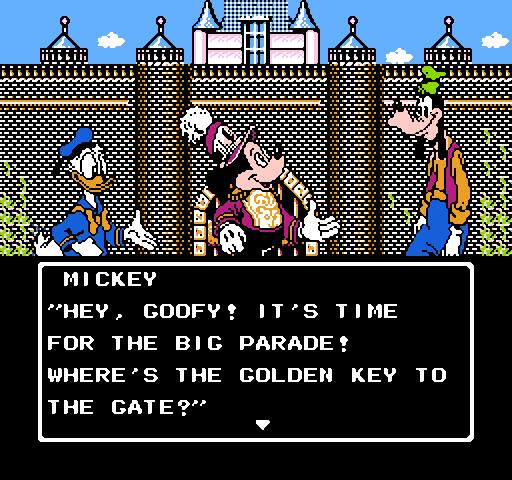 MICKEY
"HEY, GOOFY! IT'S TIME
FOR THE BIG PARADE!
WHERE'S THE GOLDEN KEY TO
THE GATE?"